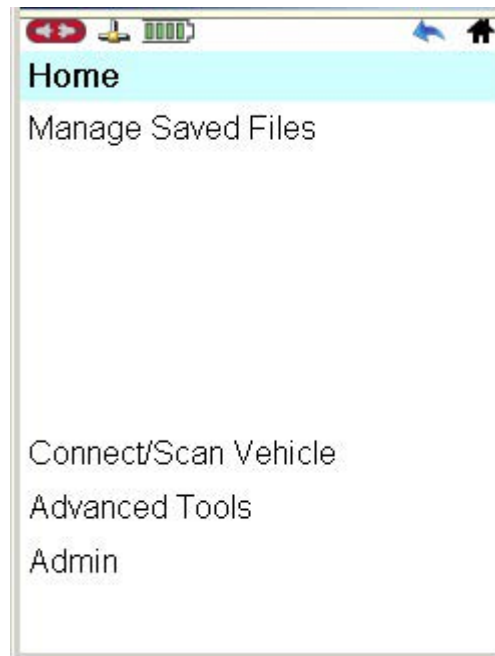 Home
Manage Saved Files
Connect/Scan Vehicle
Advanced Tools
Admin